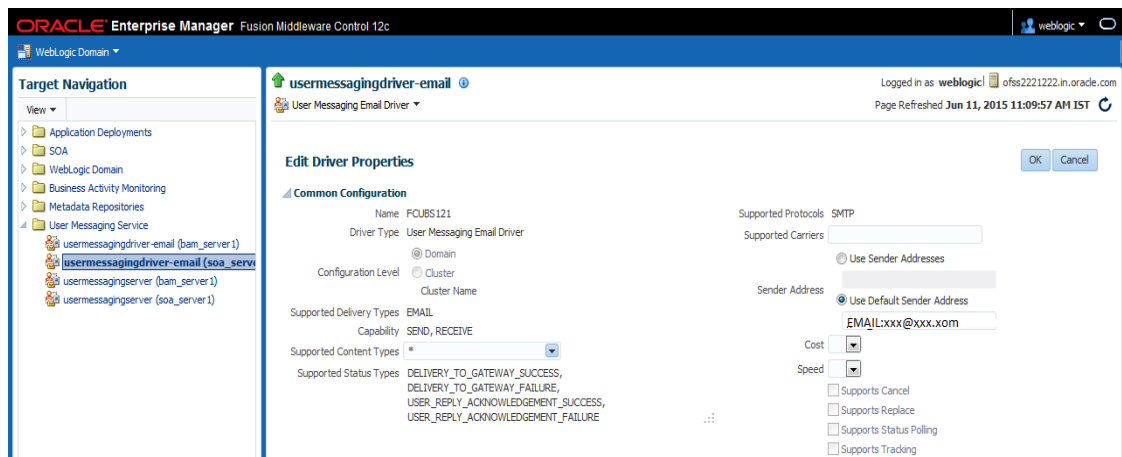 ORACLE Enterprise Manager Fusion Middleware Control 12c
weblogic
WebLogic Domain
Target Navigation
View
Application Deployments
SOA
WebLogic Domain
Business Activity Monitoring
Metadata Repositories
User Messaging Service
usermessagingdriver-email (bam_server1)
usermessagingdriver-email (soa_serve
usermessagingserver (bam_server1)
usermessagingserver (soa_server1)
usermessagingdriver-email
User Messaging Email Driver
Logged in as weblogic ofss2221222.in.oracle.com
Page Refreshed Jun 11, 2015 11:09:57 AM IST
Edit Driver Properties
OK Cancel
Common Configuration
Name FCUBS121
Driver Type User Messaging Email Driver
Configuration Level
Domain
Cluster
Cluster Name
Supported Delivery Types EMAIL
Capability SEND, RECEIVE
Supported Content Types *
Supported Status Types DELIVERY_TO_GATEWAY_SUCCESS,
DELIVERY_TO_GATEWAY_FAILURE,
USER_REPLY_ACKNOWLEDGEMENT_SUCCESS,
USER_REPLY_ACKNOWLEDGEMENT_FAILURE
Supported Protocols SMTP
Supported Carriers
Sender Address
Use Sender Addresses
Use Default Sender Address
EMAIL:xxx@xxx.xom
Cost
Speed
Supports Cancel
Supports Replace
Supports Status Polling
Supports Tracking